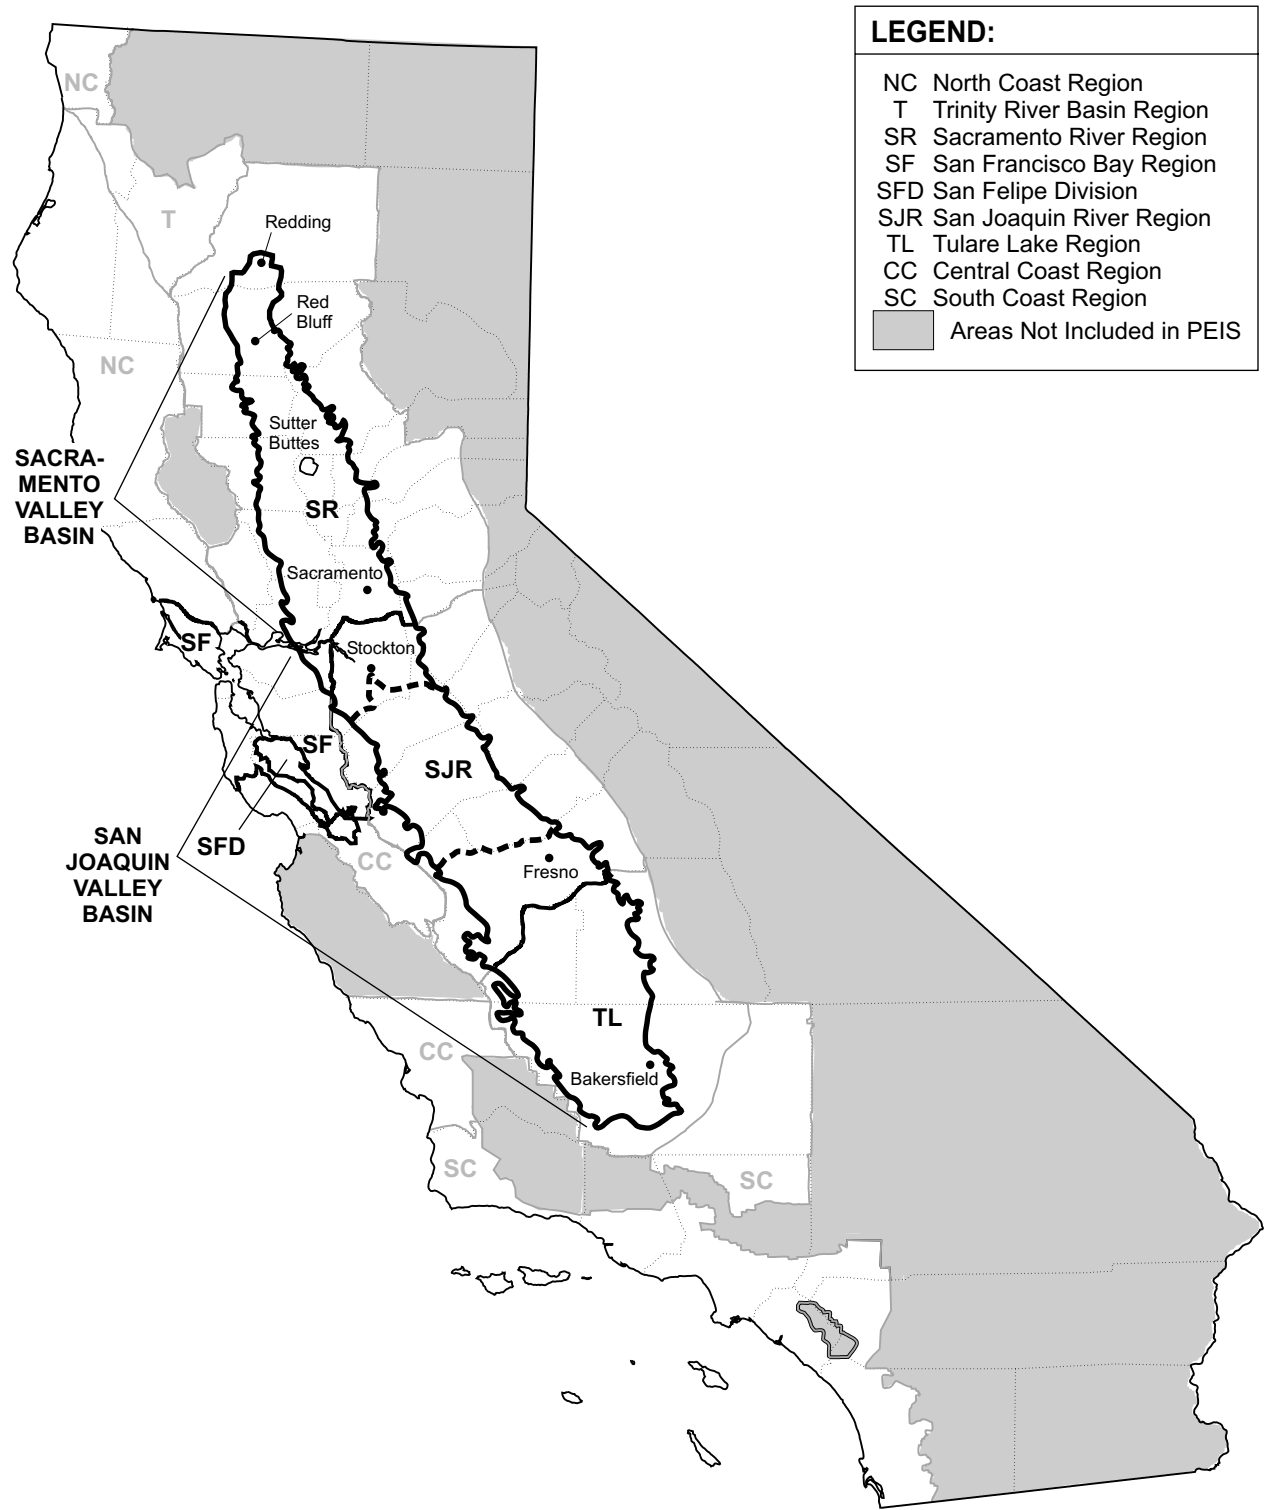 LEGEND:
NC North Coast Region
T Trinity River Basin Region
SR Sacramento River Region
SF San Francisco Bay Region
SFD San Felipe Division
SJR San Joaquin River Region
TL Tulare Lake Region
CC Central Coast Region
SC South Coast Region
Areas Not Included in PEIS
NC
T
Redding
Red
Bluff
NC
Sutter
Buttes
SACRA-
MENTO
VALLEY
BASIN
SR
Sacramento
SF
Stockton
SF
SJR
SAN
JOAQUIN
VALLEY
BASIN
SFD
CC
Fresno
TL
CC
Bakersfield
SC
SC